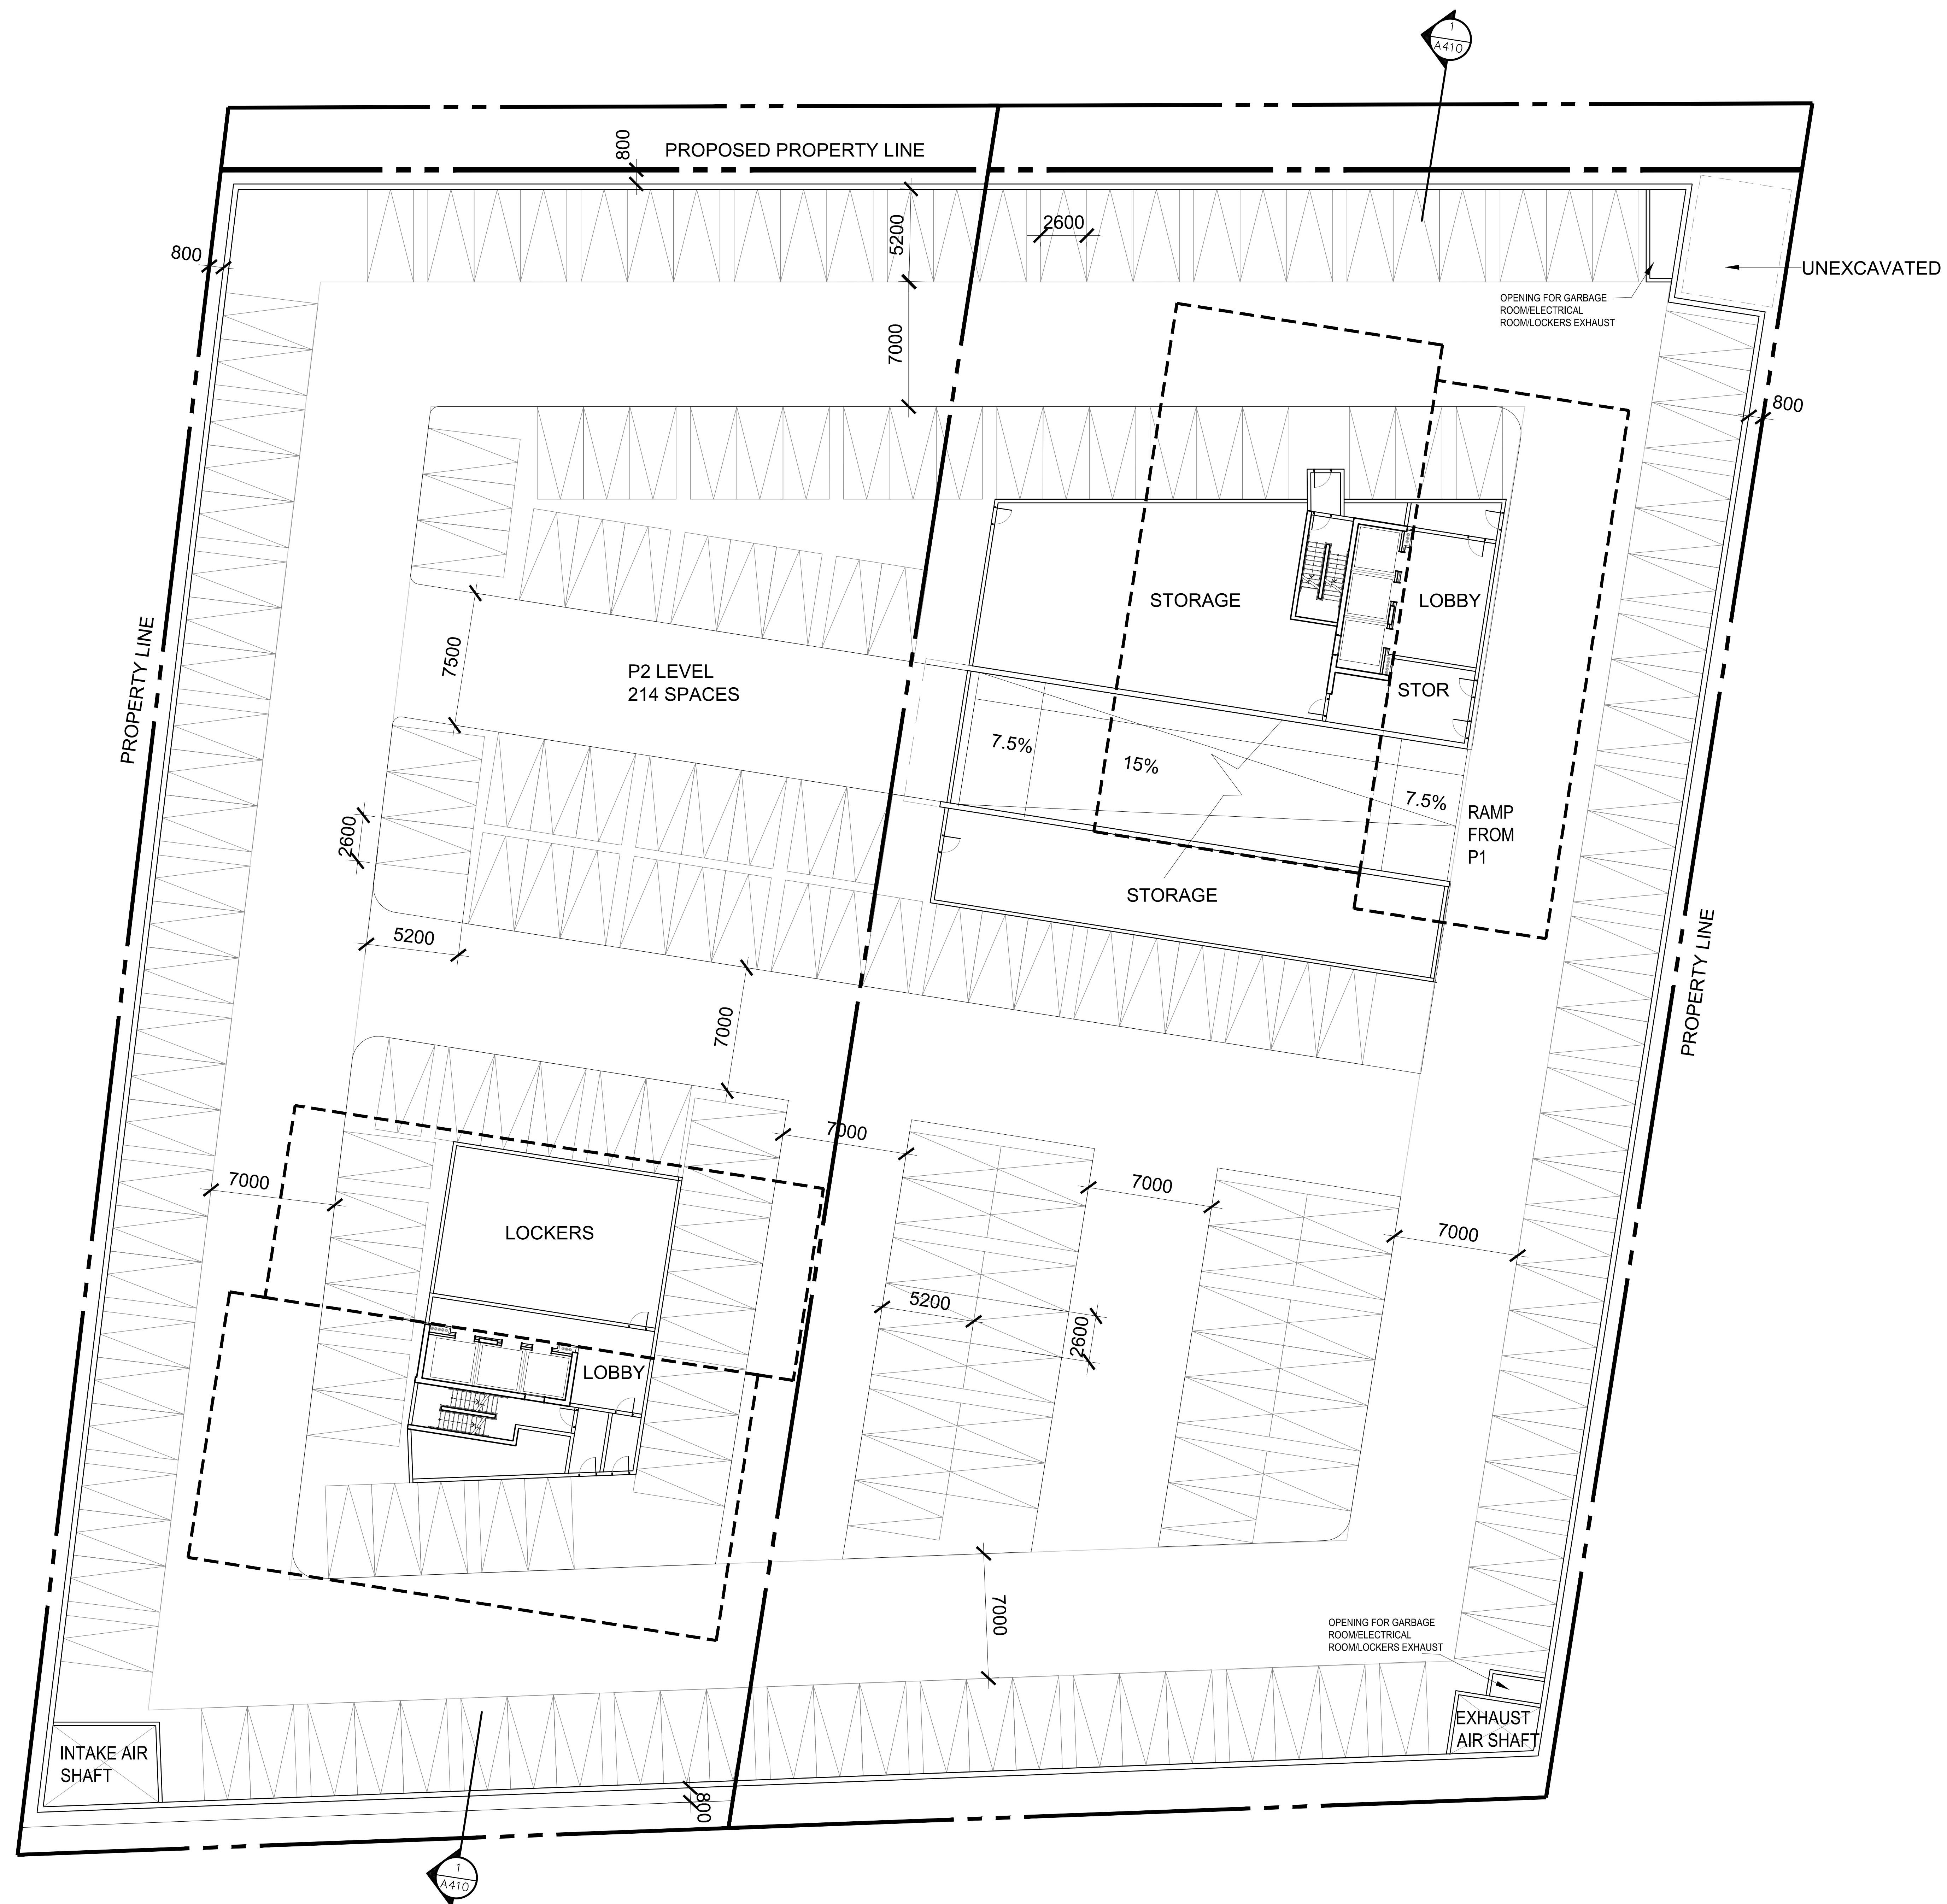 1
A410
PROPOSED PROPERTY LINE
800
5200
2600
800
UNEXCAVATED
OPENING FOR GARBAGE
ROOM/ELECTRICAL
ROOM/LOCKERS EXHAUST
7000
800
STORAGE
LOBBY
PROPERTY LINE
7500
P2 LEVEL
214 SPACES
STOR
7.5%
15%
7.5%
RAMP
FROM
P1
2600
STORAGE
5200
PROPERTY LINE
7000
7000
7000
7000
7000
LOCKERS
5200
2600
LOBBY
7000
OPENING FOR GARBAGE
ROOM/ELECTRICAL
ROOM/LOCKERS EXHAUST
EXHAUST
AIR SHAFT
INTAKE AIR
SHAFT
800
1
A410